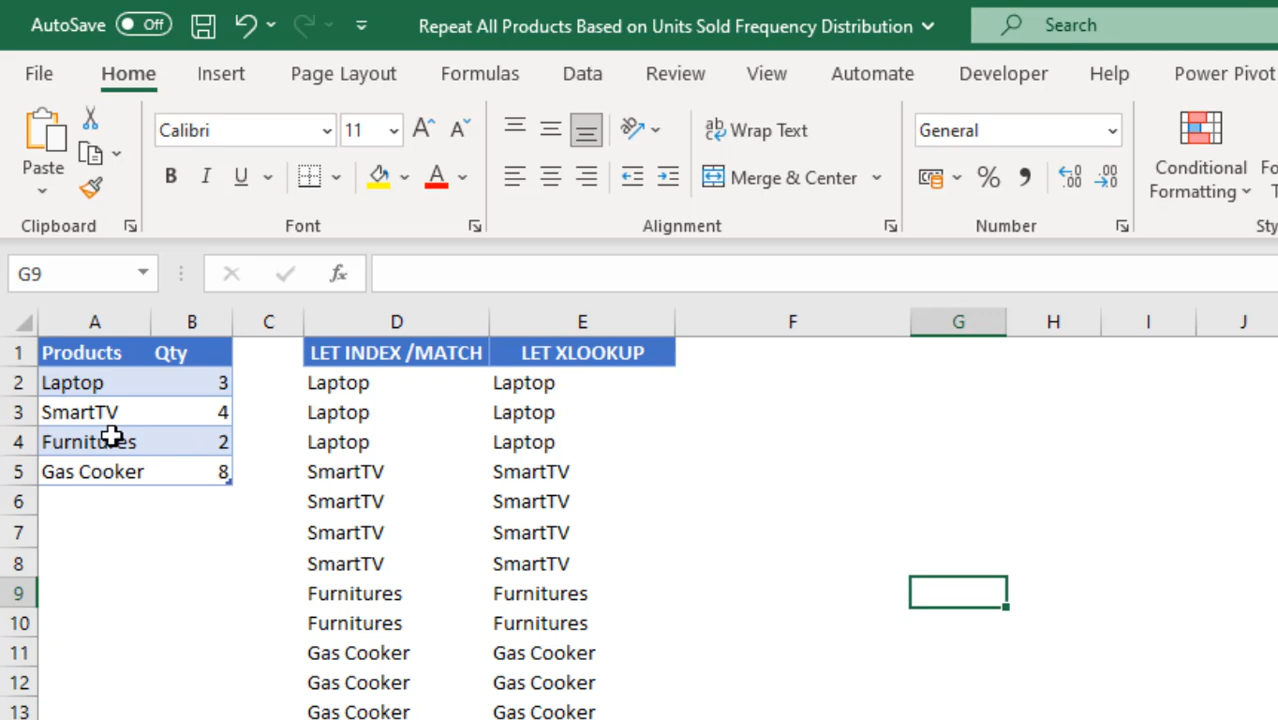 AutoSave Off Repeat All Products Based on Units Sold Frequency Distribution Search
File Home Insert Page Layout Formulas Data Review View Automate Developer Help Power Pivot
Calibri 11 A^ A˅ ab Wrap Text General
Paste B I U A Merge & Center % 9 .00 .00 Conditional
Formatting
Clipboard Font Alignment Number
G9 fx
A B C D E F G H I J
1 Products Qty LET INDEX /MATCH LET XLOOKUP
2 Laptop 3 Laptop Laptop
3 SmartTV 4 Laptop Laptop
4 Furnitures 2 Laptop Laptop
5 Gas Cooker 8 SmartTV SmartTV
6 SmartTV SmartTV
7 SmartTV SmartTV
8 SmartTV SmartTV
9 Furnitures Furnitures
10 Furnitures Furnitures
11 Gas Cooker Gas Cooker
12 Gas Cooker Gas Cooker
13 Gas Cooker Gas Cooker